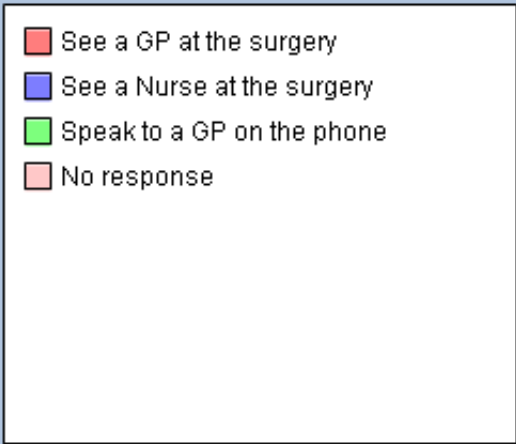 See a GP at the surgery
See a Nurse at the surgery
Speak to a GP on the phone
No response